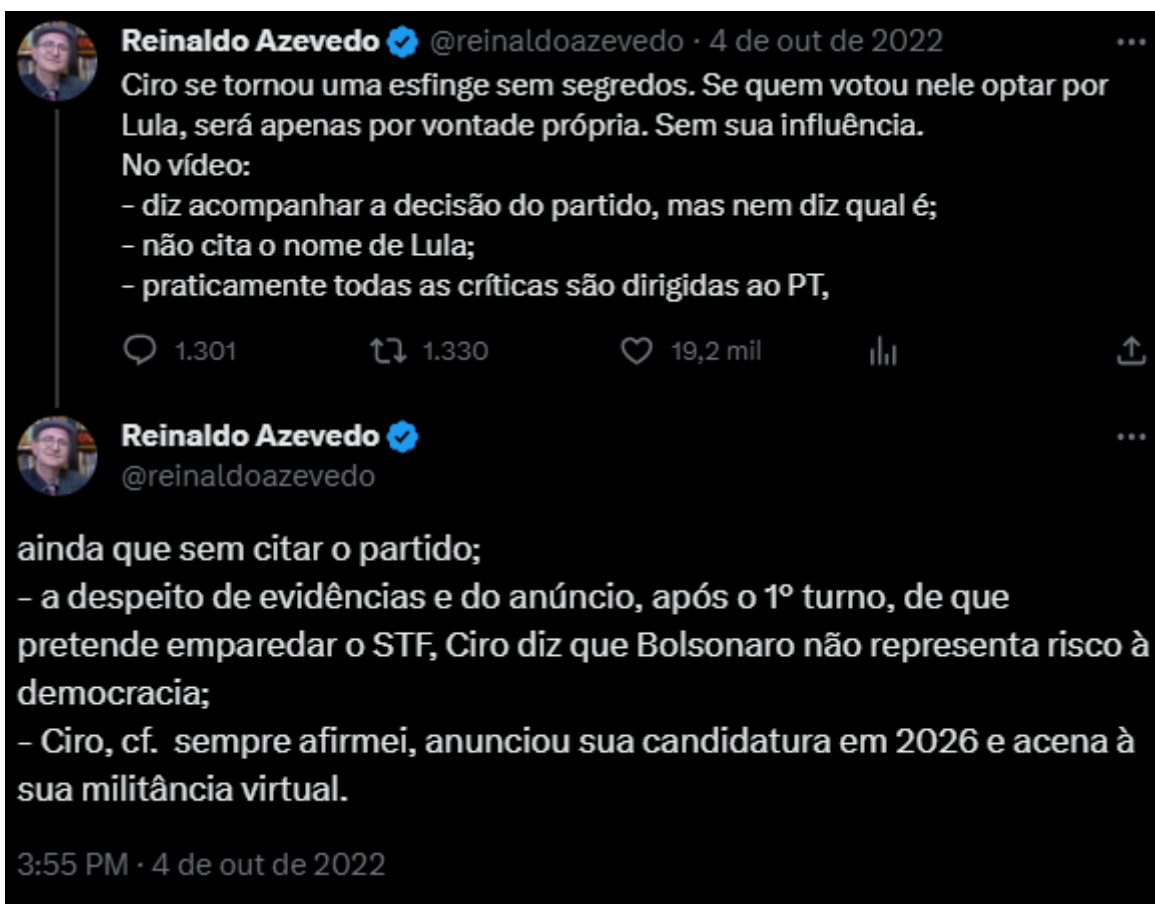 Reinaldo Azevedo @reinaldoazevedo · 4 de out de 2022
Ciro se tornou uma esfinge sem segredos. Se quem votou nele optar por
Lula, será apenas por vontade própria. Sem sua influência.
No vídeo:
- diz acompanhar a decisão do partido, mas nem diz qual é;
- não cita o nome de Lula;
- praticamente todas as críticas são dirigidas ao PT,
1.301 1.330 19,2 mil
Reinaldo Azevedo
@reinaldoazevedo
ainda que sem citar o partido;
- a despeito de evidências e do anúncio, após o 1º turno, de que
pretende emparedar o STF, Ciro diz que Bolsonaro não representa risco à
democracia;
- Ciro, cf.  sempre afirmei, anunciou sua candidatura em 2026 e acena à
sua militância virtual.
3:55 PM · 4 de out de 2022